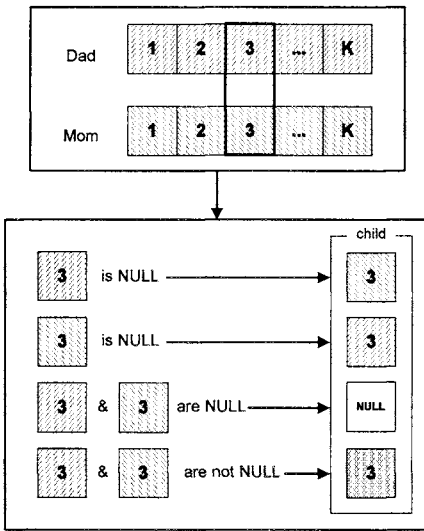 Dad 1 2 3 ... K
Mom 1 2 3 ... K
child
3 is NULL 3
3 is NULL 3
3 & 3 are NULL NULL
3 & 3 are not NULL 3